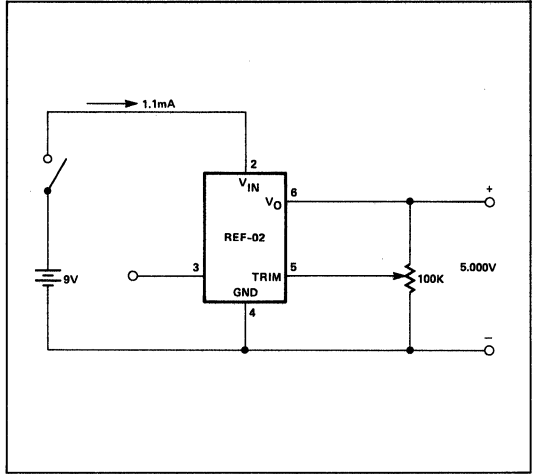 1.1mA
2
VIN
6
VO
+
REF-02
3
TRIM
5
100K
5.000V
9V
GND
4
–